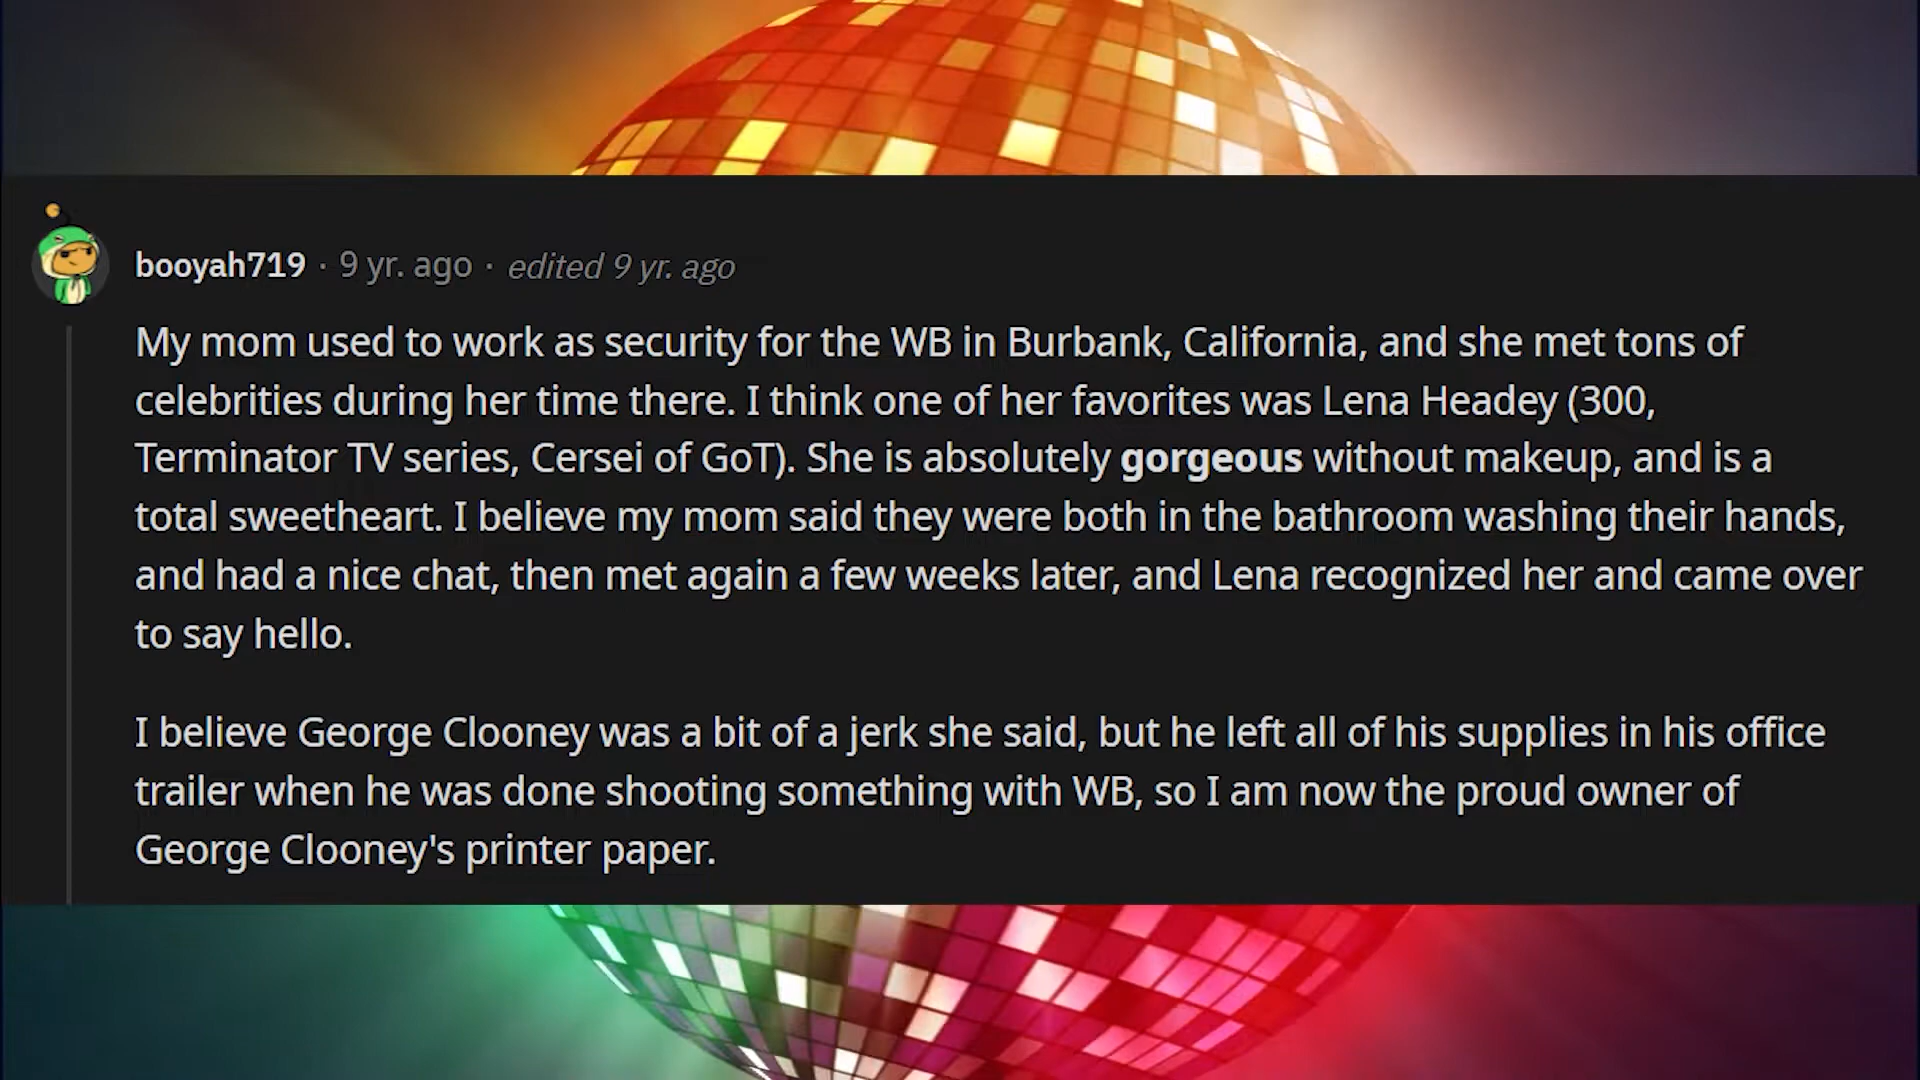 booyah719 · 9 yr. ago · edited 9 yr. ago
My mom used to work as security for the WB in Burbank, California, and she met tons of
celebrities during her time there. I think one of her favorites was Lena Headey (300,
Terminator TV series, Cersei of GoT). She is absolutely gorgeous without makeup, and is a
total sweetheart. I believe my mom said they were both in the bathroom washing their hands,
and had a nice chat, then met again a few weeks later, and Lena recognized her and came over
to say hello.
I believe George Clooney was a bit of a jerk she said, but he left all of his supplies in his office
trailer when he was done shooting something with WB, so I am now the proud owner of
George Clooney's printer paper.